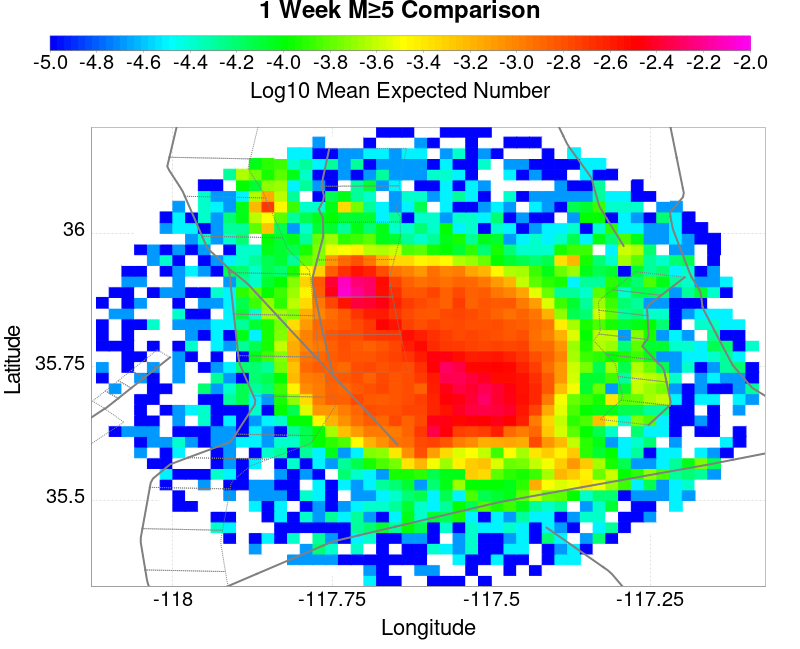 1 Week M≥5 Comparison
-5.0 -4.8 -4.6 -4.4 -4.2 -4.0 -3.8 -3.6 -3.4 -3.2 -3.0 -2.8 -2.6 -2.4 -2.2 -2.0
Log10 Mean Expected Number
36
35.75
35.5
Latitude
-118 -117.75 -117.5 -117.25
Longitude